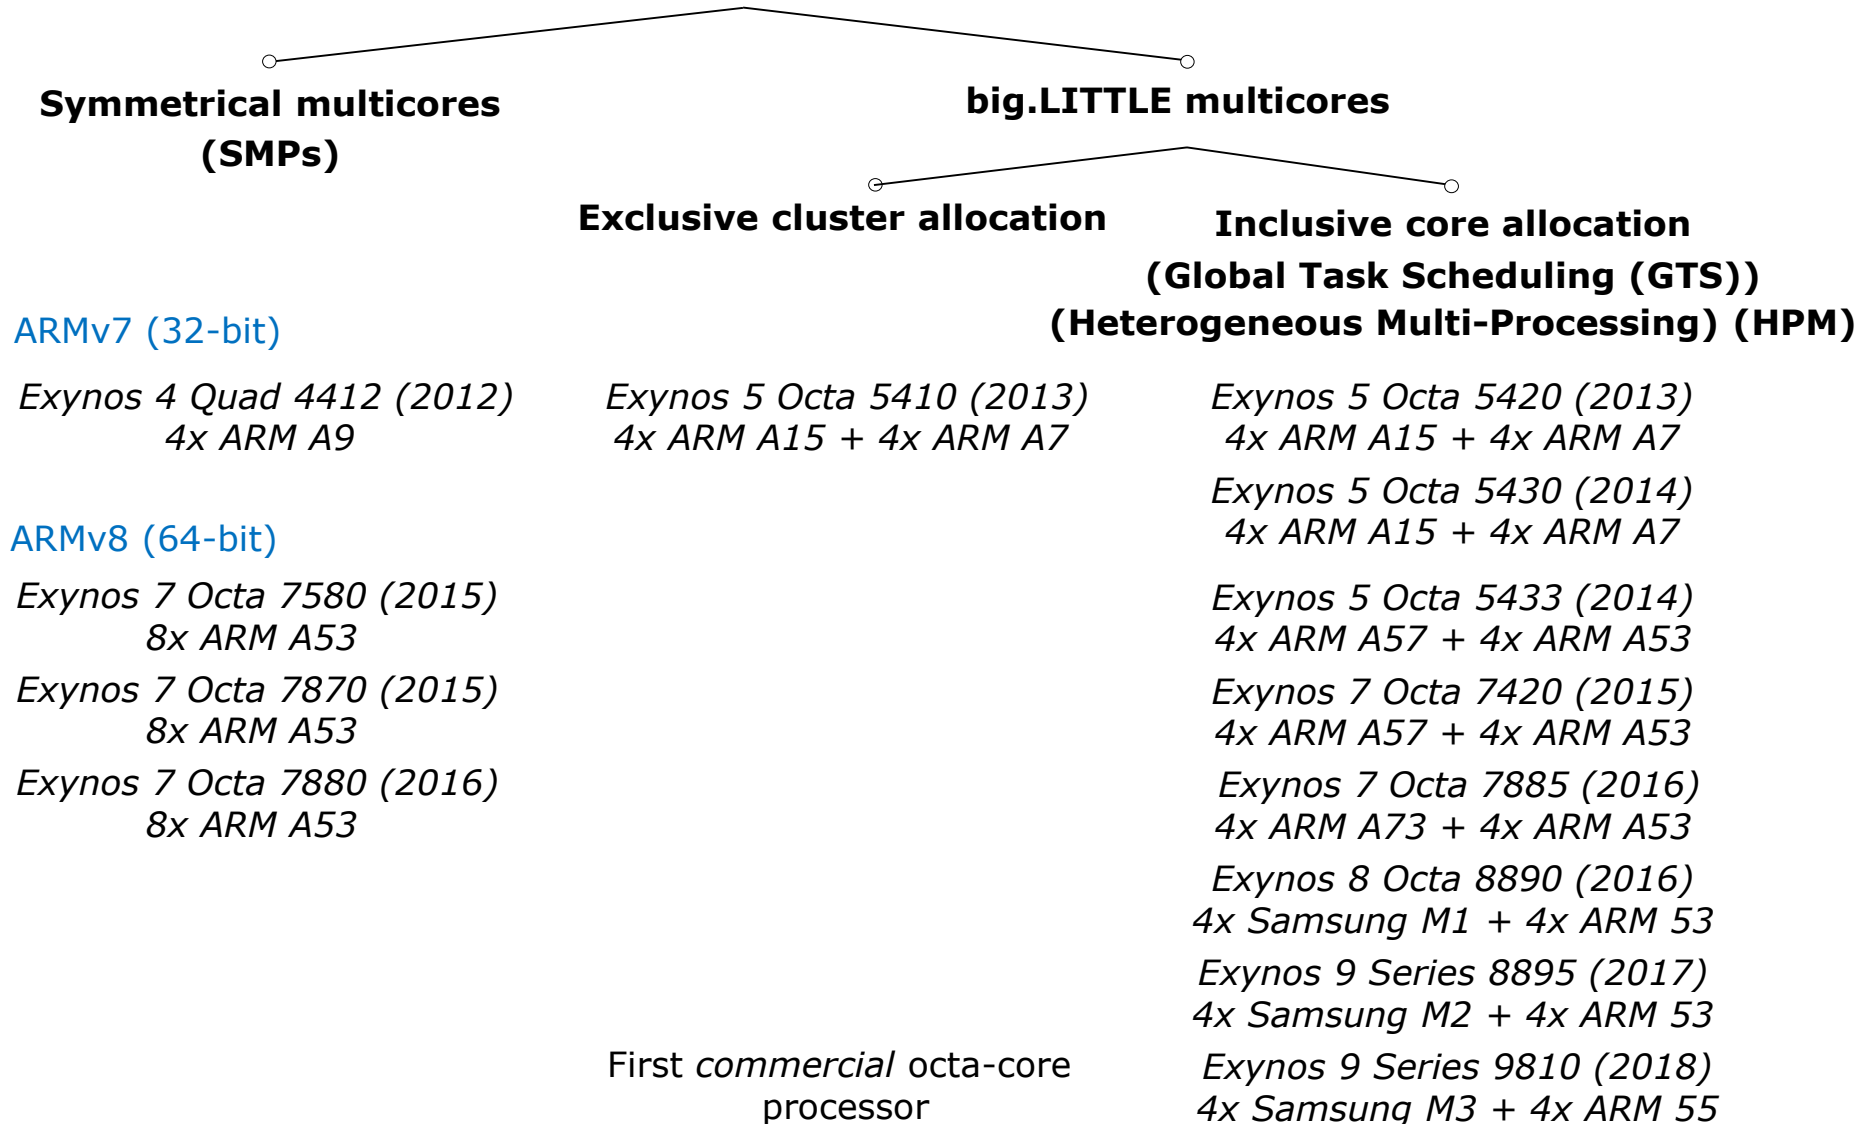 Symmetrical multicores
(SMPs)
big.LITTLE multicores
Exclusive cluster allocation
Inclusive core allocation
(Global Task Scheduling (GTS))
(Heterogeneous Multi-Processing) (HPM)
ARMv7 (32-bit)
Exynos 4 Quad 4412 (2012)
4x ARM A9
Exynos 5 Octa 5410 (2013)
4x ARM A15 + 4x ARM A7
Exynos 5 Octa 5420 (2013)
4x ARM A15 + 4x ARM A7
Exynos 5 Octa 5430 (2014)
4x ARM A15 + 4x ARM A7
ARMv8 (64-bit)
Exynos 7 Octa 7580 (2015)
8x ARM A53
Exynos 7 Octa 7870 (2015)
8x ARM A53
Exynos 7 Octa 7880 (2016)
8x ARM A53
Exynos 5 Octa 5433 (2014)
4x ARM A57 + 4x ARM A53
Exynos 7 Octa 7420 (2015)
4x ARM A57 + 4x ARM A53
Exynos 7 Octa 7885 (2016)
4x ARM A73 + 4x ARM A53
Exynos 8 Octa 8890 (2016)
4x Samsung M1 + 4x ARM 53
Exynos 9 Series 8895 (2017)
4x Samsung M2 + 4x ARM 53
First commercial octa-core
processor
Exynos 9 Series 9810 (2018)
4x Samsung M3 + 4x ARM 55